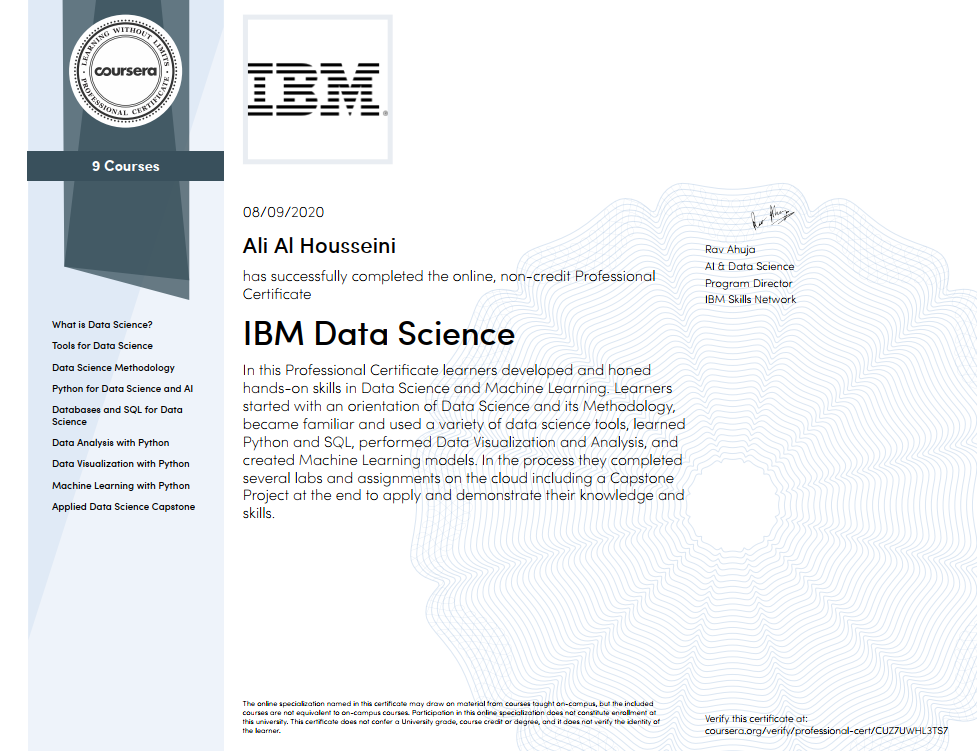 LEARNING WITHOUT LIMITS
coursera
PROFESSIONAL CERTIFICATE
9 Courses
What is Data Science?
Tools for Data Science
Data Science Methodology
Python for Data Science and AI
Databases and SQL for Data
Science
Data Analysis with Python
Data Visualization with Python
Machine Learning with Python
Applied Data Science Capstone
IBM®
08/09/2020
Ali Al Housseini
has successfully completed the online, non-credit Professional
Certificate
IBM Data Science
In this Professional Certificate learners developed and honed
hands-on skills in Data Science and Machine Learning. Learners
started with an orientation of Data Science and its Methodology,
became familiar and used a variety of data science tools, learned
Python and SQL, performed Data Visualization and Analysis, and
created Machine Learning models. In the process they completed
several labs and assignments on the cloud including a Capstone
Project at the end to apply and demonstrate their knowledge and
skills.
Rav Ahuja
Rav Ahuja
AI & Data Science
Program Director
IBM Skills Network
The online specialization named in this certificate may draw on material from courses taught on-campus, but the included
courses are not equivalent to on-campus courses. Participation in this online specialization does not constitute enrollment at
this university. This certificate does not confer a University grade, course credit or degree, and it does not verify the identity of
the learner.
Verify this certificate at:
coursera.org/verify/professional-cert/CUZ7UWHL3TS7